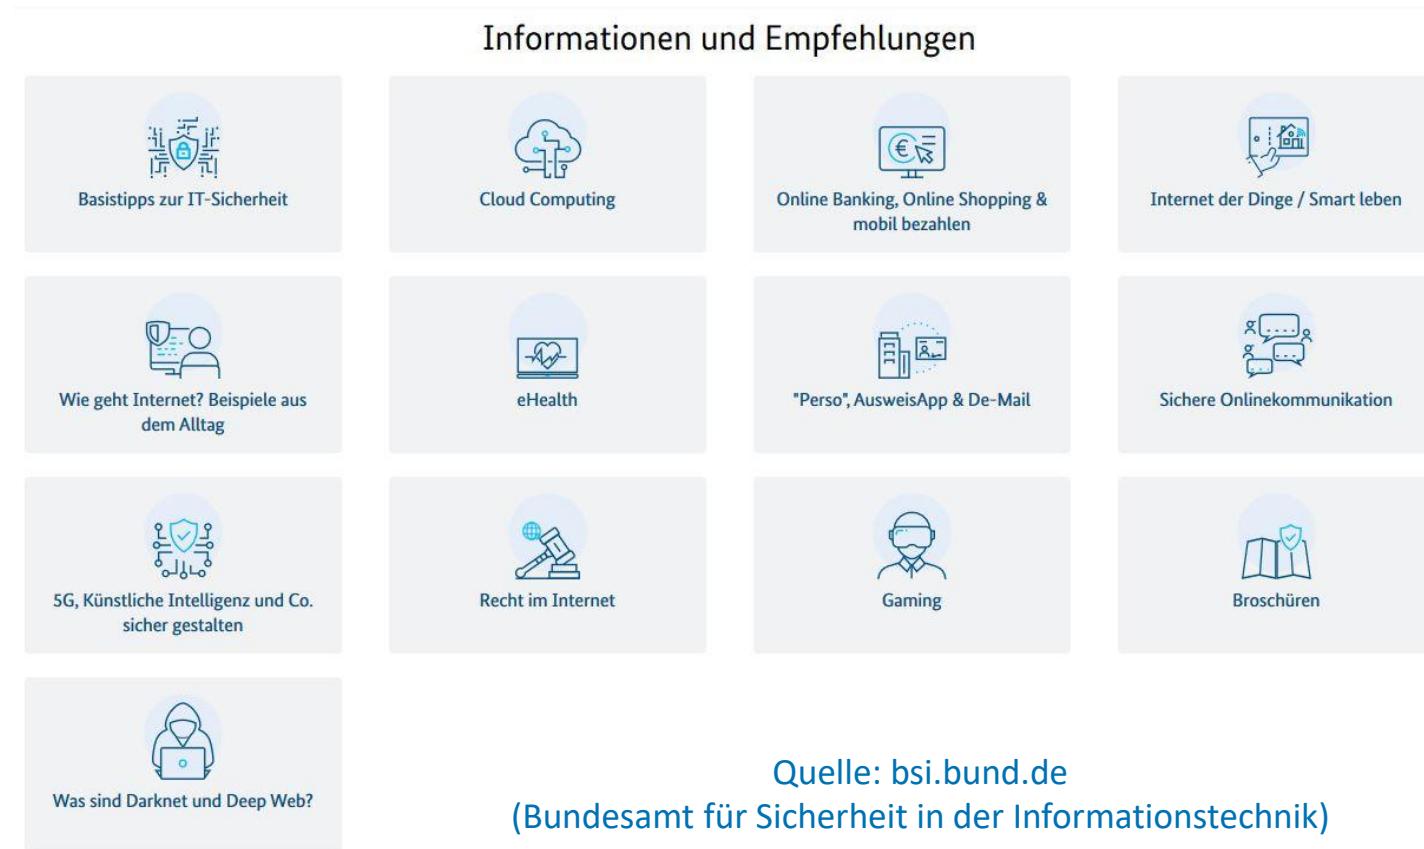 Informationen und Empfehlungen
Basistipps zur IT-Sicherheit
Cloud Computing
Online Banking, Online Shopping &
mobil bezahlen
Internet der Dinge / Smart leben
Wie geht Internet? Beispiele aus
dem Alltag
eHealth
"Perso", AusweisApp & De-Mail
Sichere Onlinekommunikation
5G, Künstliche Intelligenz und Co.
sicher gestalten
Recht im Internet
Gaming
Broschüren
Was sind Darknet und Deep Web?
Quelle: bsi.bund.de
(Bundesamt für Sicherheit in der Informationstechnik)